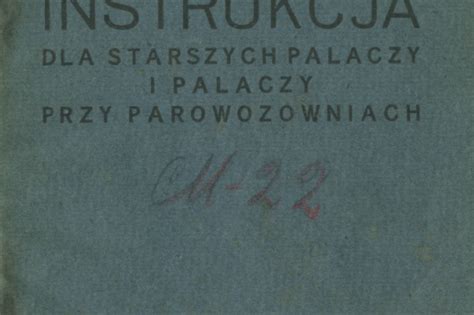 INSTRUKCJA
DLA STARSZYCH PALACZY
I PALACZY
PRZY PAROWOZOWNIACH
M-22